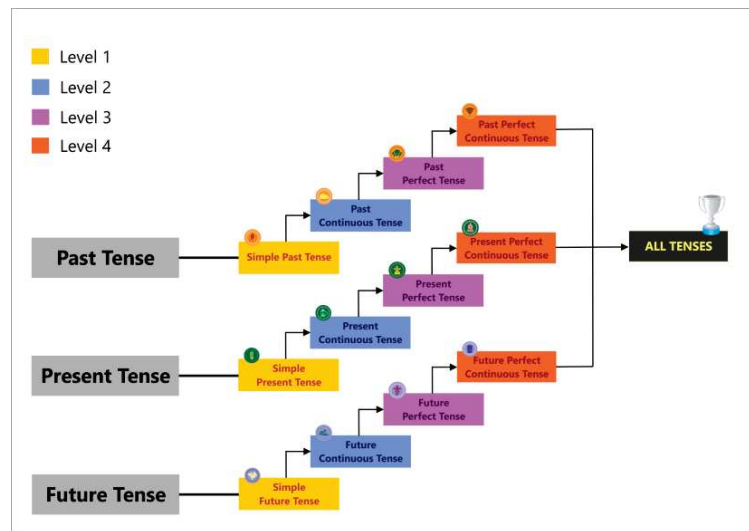 Level 1
Level 2
Level 3
Level 4
Past Perfect
Continuous Tense
Past
Perfect Tense
Past
Continuous Tense
Past Tense
Simple Past Tense
ALL TENSES
Present Perfect
Continuous Tense
Present
Perfect Tense
Present
Continuous Tense
Present Tense
Simple
Present Tense
Future Perfect
Continuous Tense
Future
Perfect Tense
Future
Continuous Tense
Future Tense
Simple
Future Tense